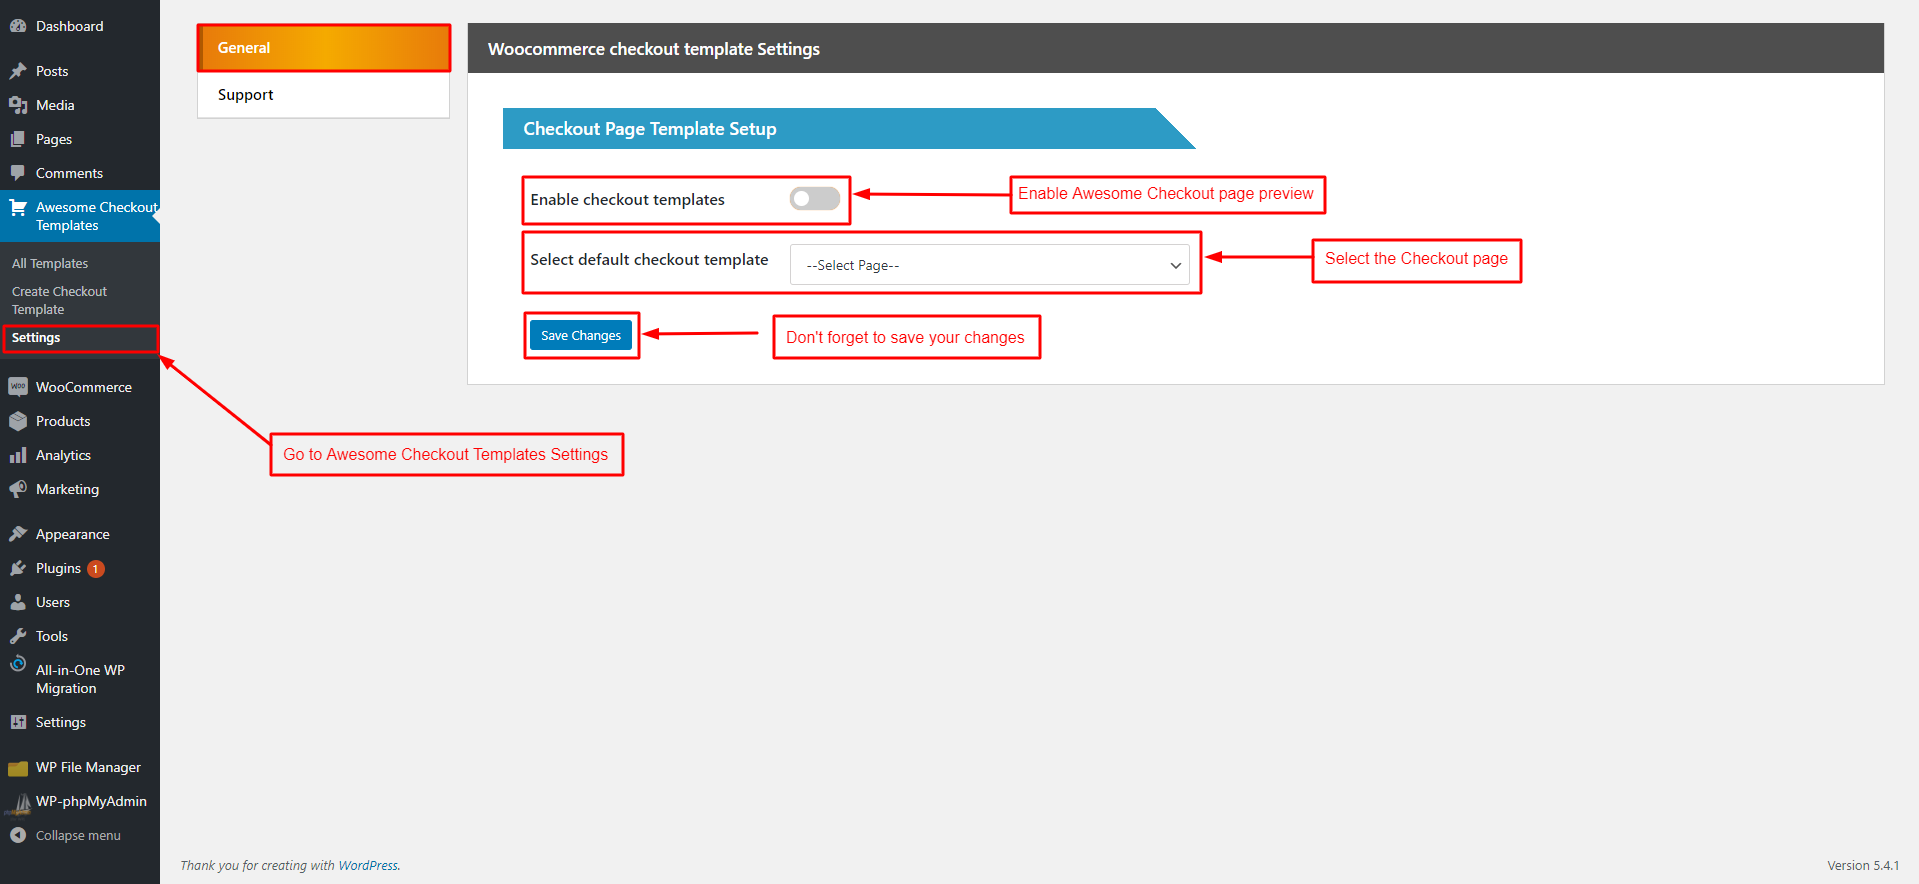 Dashboard
Posts
Media
Pages
Comments
Awesome Checkout
Templates
All Templates
Create Checkout
Template
Settings
WooCommerce
Products
Analytics
Marketing
Appearance
Plugins 1
Users
Tools
All-in-One WP
Migration
Settings
WP File Manager
WP-phpMyAdmin
Collapse menu
General
Support
Woocommerce checkout template Settings
Checkout Page Template Setup
Enable checkout templates
Enable Awesome Checkout page preview
Select default checkout template
--Select Page--
Select the Checkout page
Save Changes
Don't forget to save your changes
Go to Awesome Checkout Templates Settings
Thank you for creating with WordPress.
Version 5.4.1